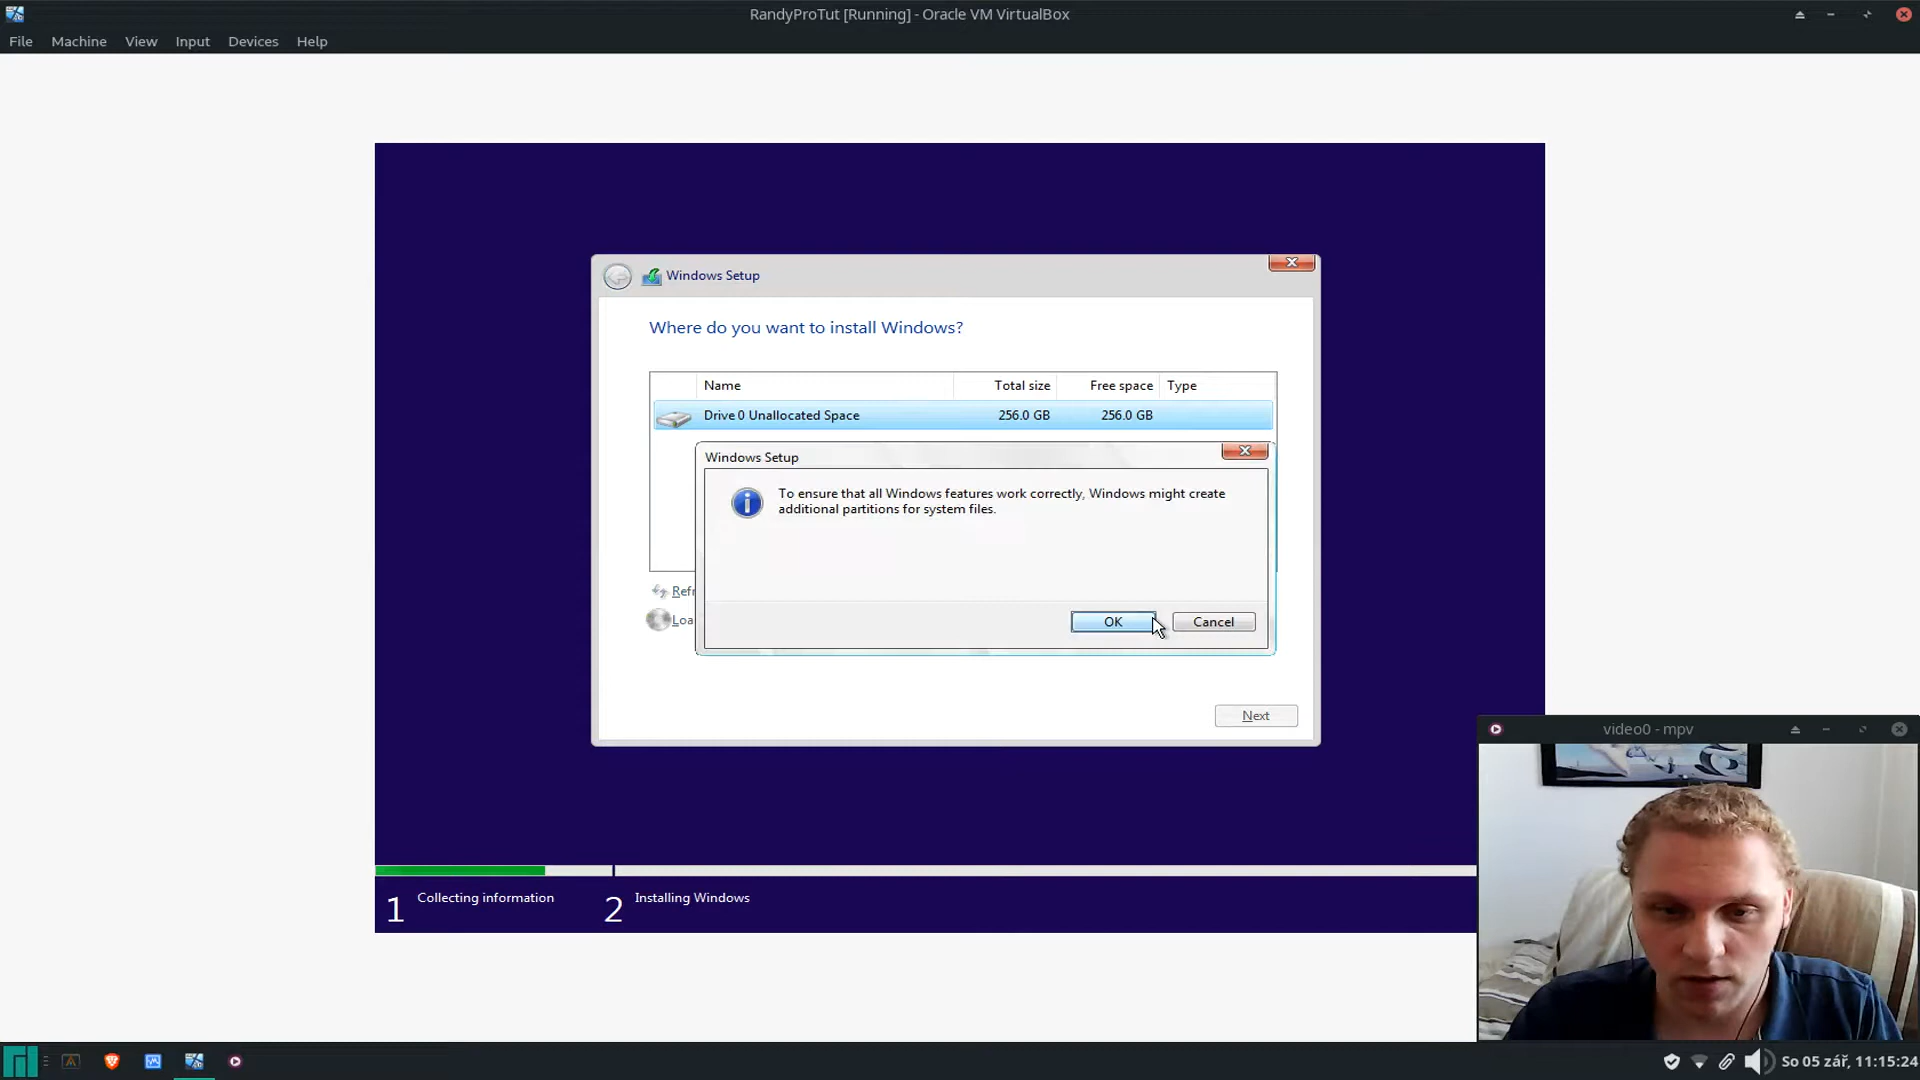 RandyProTut [Running] - Oracle VM VirtualBox
File Machine View Input Devices Help
Windows Setup
Where do you want to install Windows?
Name Total size Free space Type
Drive 0 Unallocated Space 256.0 GB 256.0 GB
Windows Setup
To ensure that all Windows features work correctly, Windows might create
additional partitions for system files.
Refr
Loa
OK Cancel
Next
video0 - mpv
1 Collecting information 2 Installing Windows
So 05 zář, 11:15:24